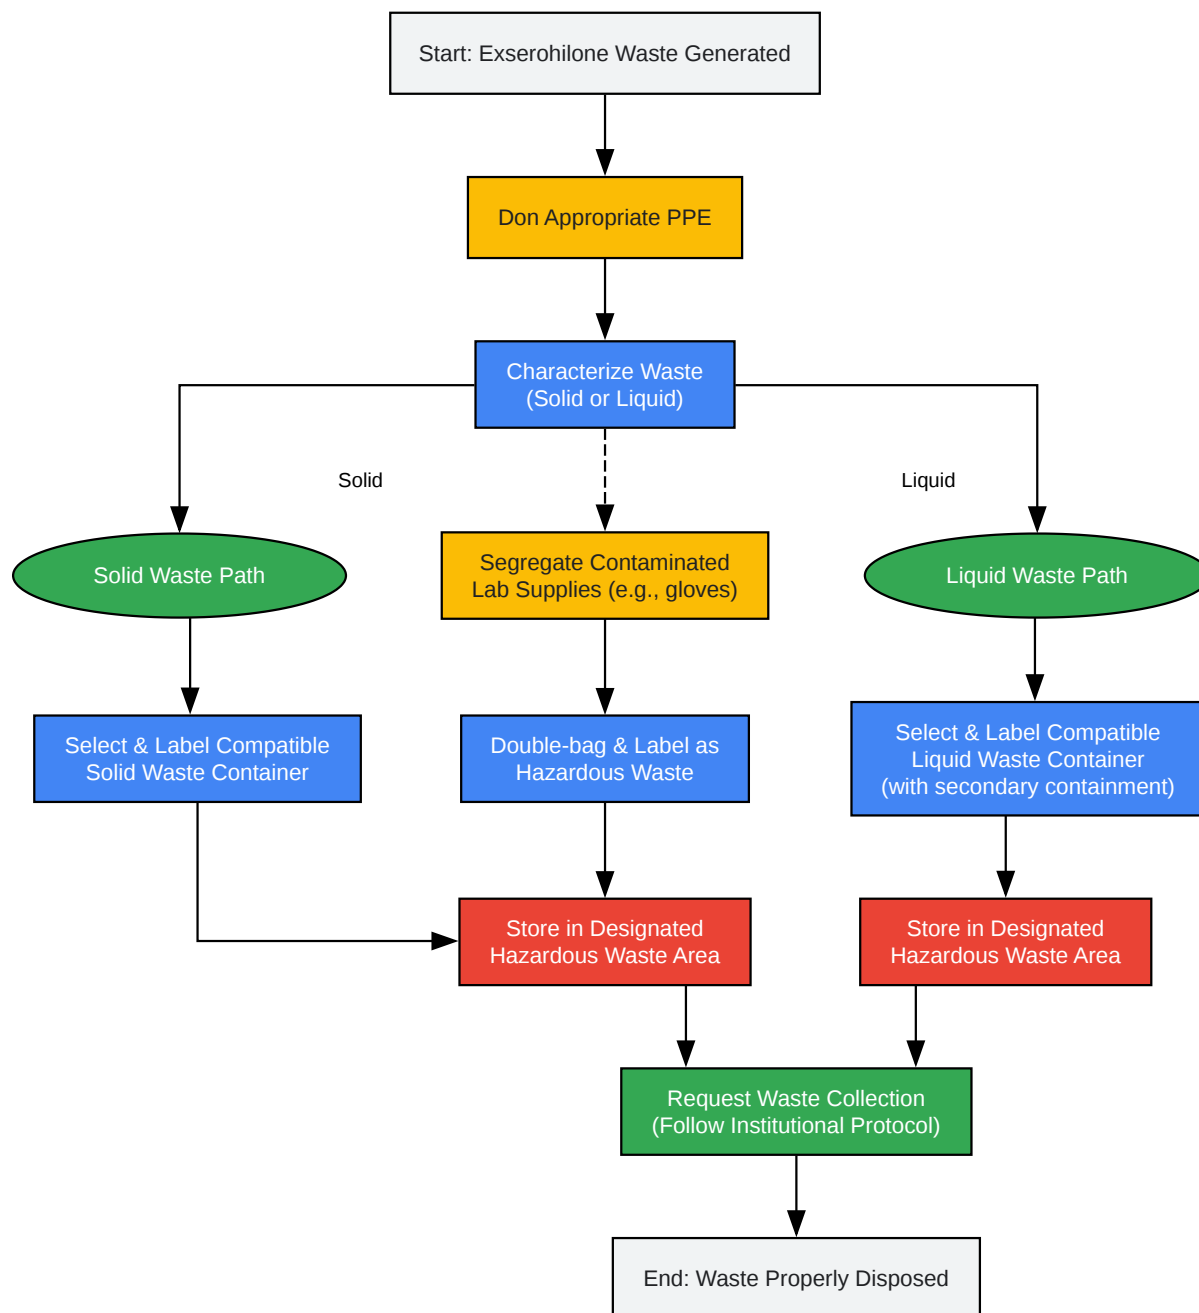 Start: Exserohilone Waste Generated
Don Appropriate PPE
Characterize Waste
(Solid or Liquid)
Solid
Liquid
Solid Waste Path
Segregate Contaminated
Lab Supplies (e.g., gloves)
Liquid Waste Path
Select & Label Compatible
Solid Waste Container
Double-bag & Label as
Hazardous Waste
Select & Label Compatible
Liquid Waste Container
(with secondary containment)
Store in Designated
Hazardous Waste Area
Store in Designated
Hazardous Waste Area
Request Waste Collection
(Follow Institutional Protocol)
End: Waste Properly Disposed